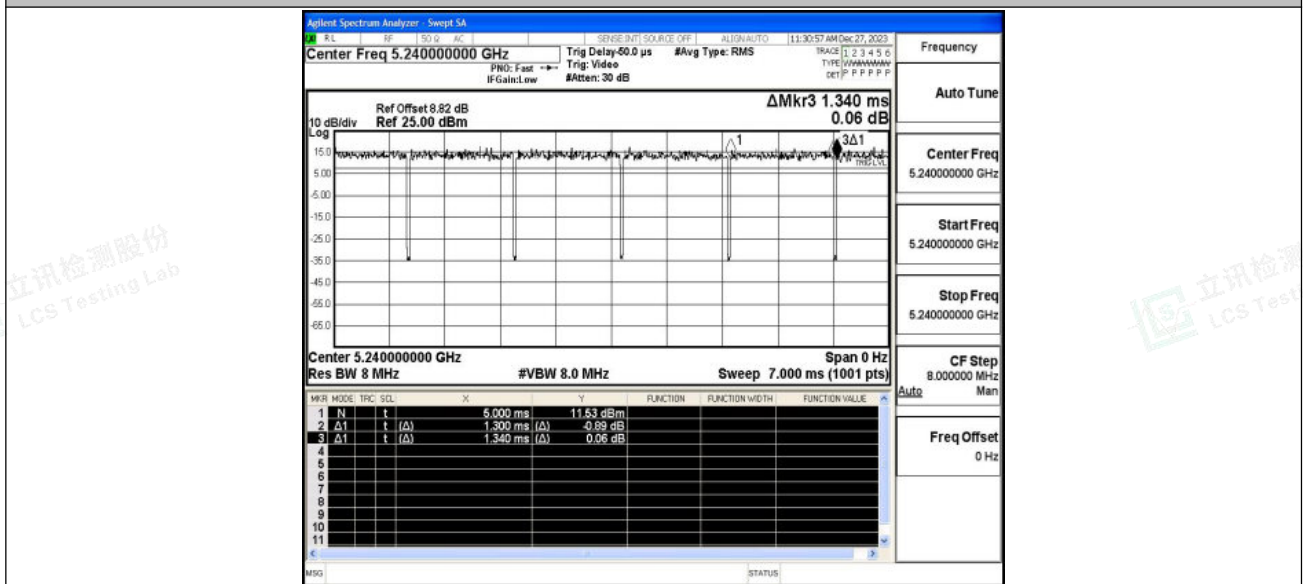 Agilent Spectrum Analyzer - Swept SA
RL RF 50 Ω AC SENSE:INT SOURCE OFF ALIGN AUTO 11:30:57 AM Dec 27, 2023
Center Freq 5.240000000 GHz
PNO: Fast
IFGain:Low
Trig Delay-50.0 µs
Trig: Video
#Atten: 30 dB
#Avg Type: RMS
TRACE 1 2 3 4 5 6
TYPE
DET P P P P P P
Ref Offset 8.82 dB
Ref 25.00 dBm
10 dB/div
Log
ΔMkr3 1.340 ms
0.06 dB
15.0
5.00
-5.00
-15.0
-25.0
-35.0
-45.0
-55.0
-65.0
1
3Δ1
TRIG LVL
Center 5.240000000 GHz Span 0 Hz
Res BW 8 MHz #VBW 8.0 MHz Sweep 7.000 ms (1001 pts)
MKR MODE TRC SCL X Y FUNCTION FUNCTION WIDTH FUNCTION VALUE
1 N t 5.000 ms 11.53 dBm
2 Δ1 t (Δ) 1.300 ms (Δ) -0.89 dB
3 Δ1 t (Δ) 1.340 ms (Δ) 0.06 dB
4
5
6
7
8
9
10
11
MSG STATUS
Frequency
Auto Tune
Center Freq
5.240000000 GHz
Start Freq
5.240000000 GHz
Stop Freq
5.240000000 GHz
CF Step
8.000000 MHz
Auto Man
Freq Offset
0 Hz
立讯检测股份
LCS Testing Lab
立讯检测
LCS Test